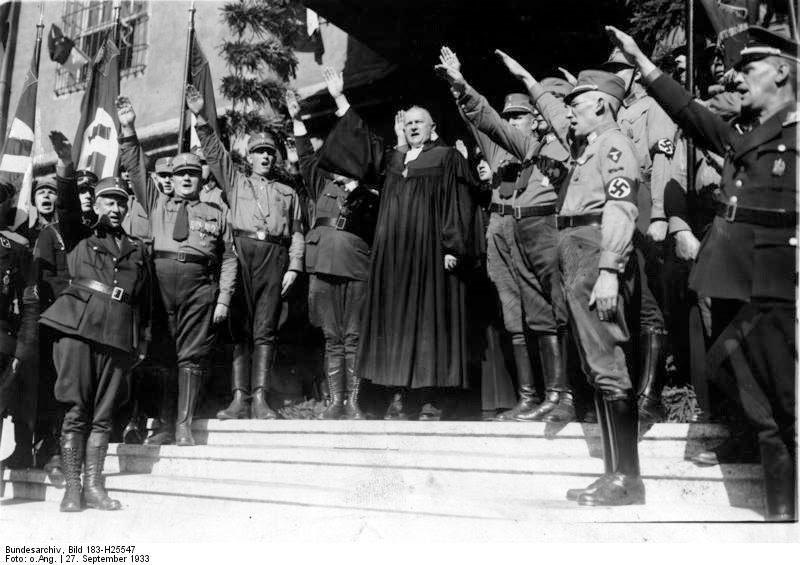 Bundesarchiv, Bild 183-H25547
Foto: o.Ang. | 27. September 1933